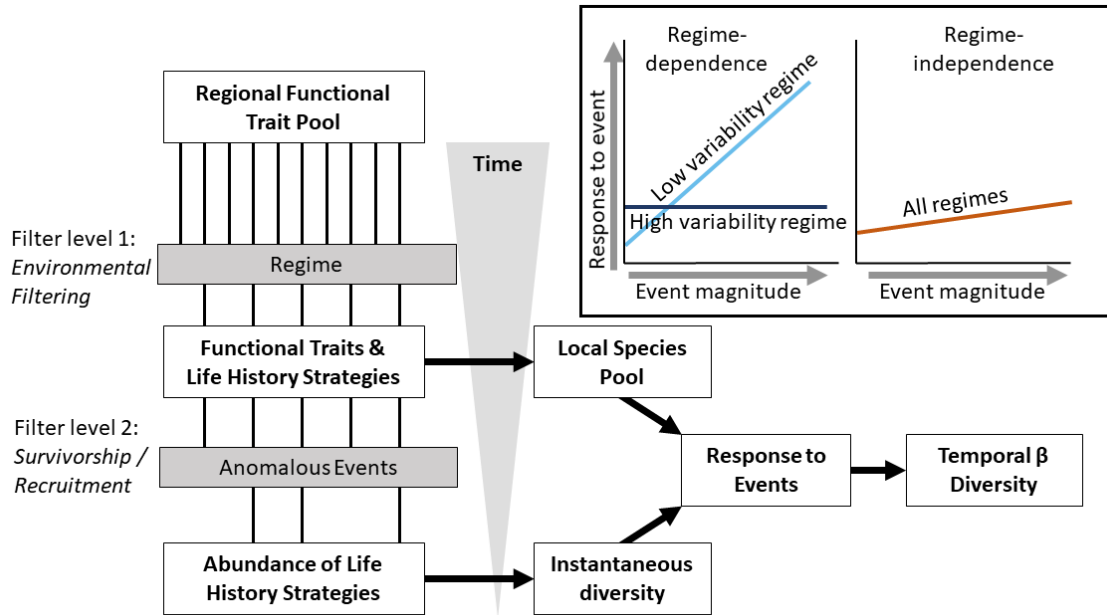 Regional Functional
Trait Pool
Time
Filter level 1:
Environmental
Filtering
Regime
Functional Traits &
Life History Strategies
Local Species
Pool
Filter level 2:
Survivorship /
Recruitment
Anomalous Events
Response to
Events
Temporal β
Diversity
Abundance of Life
History Strategies
Instantaneous
diversity
Regime-
dependence
Response to event
Low variability regime
High variability regime
Event magnitude
Regime-
independence
All regimes
Event magnitude